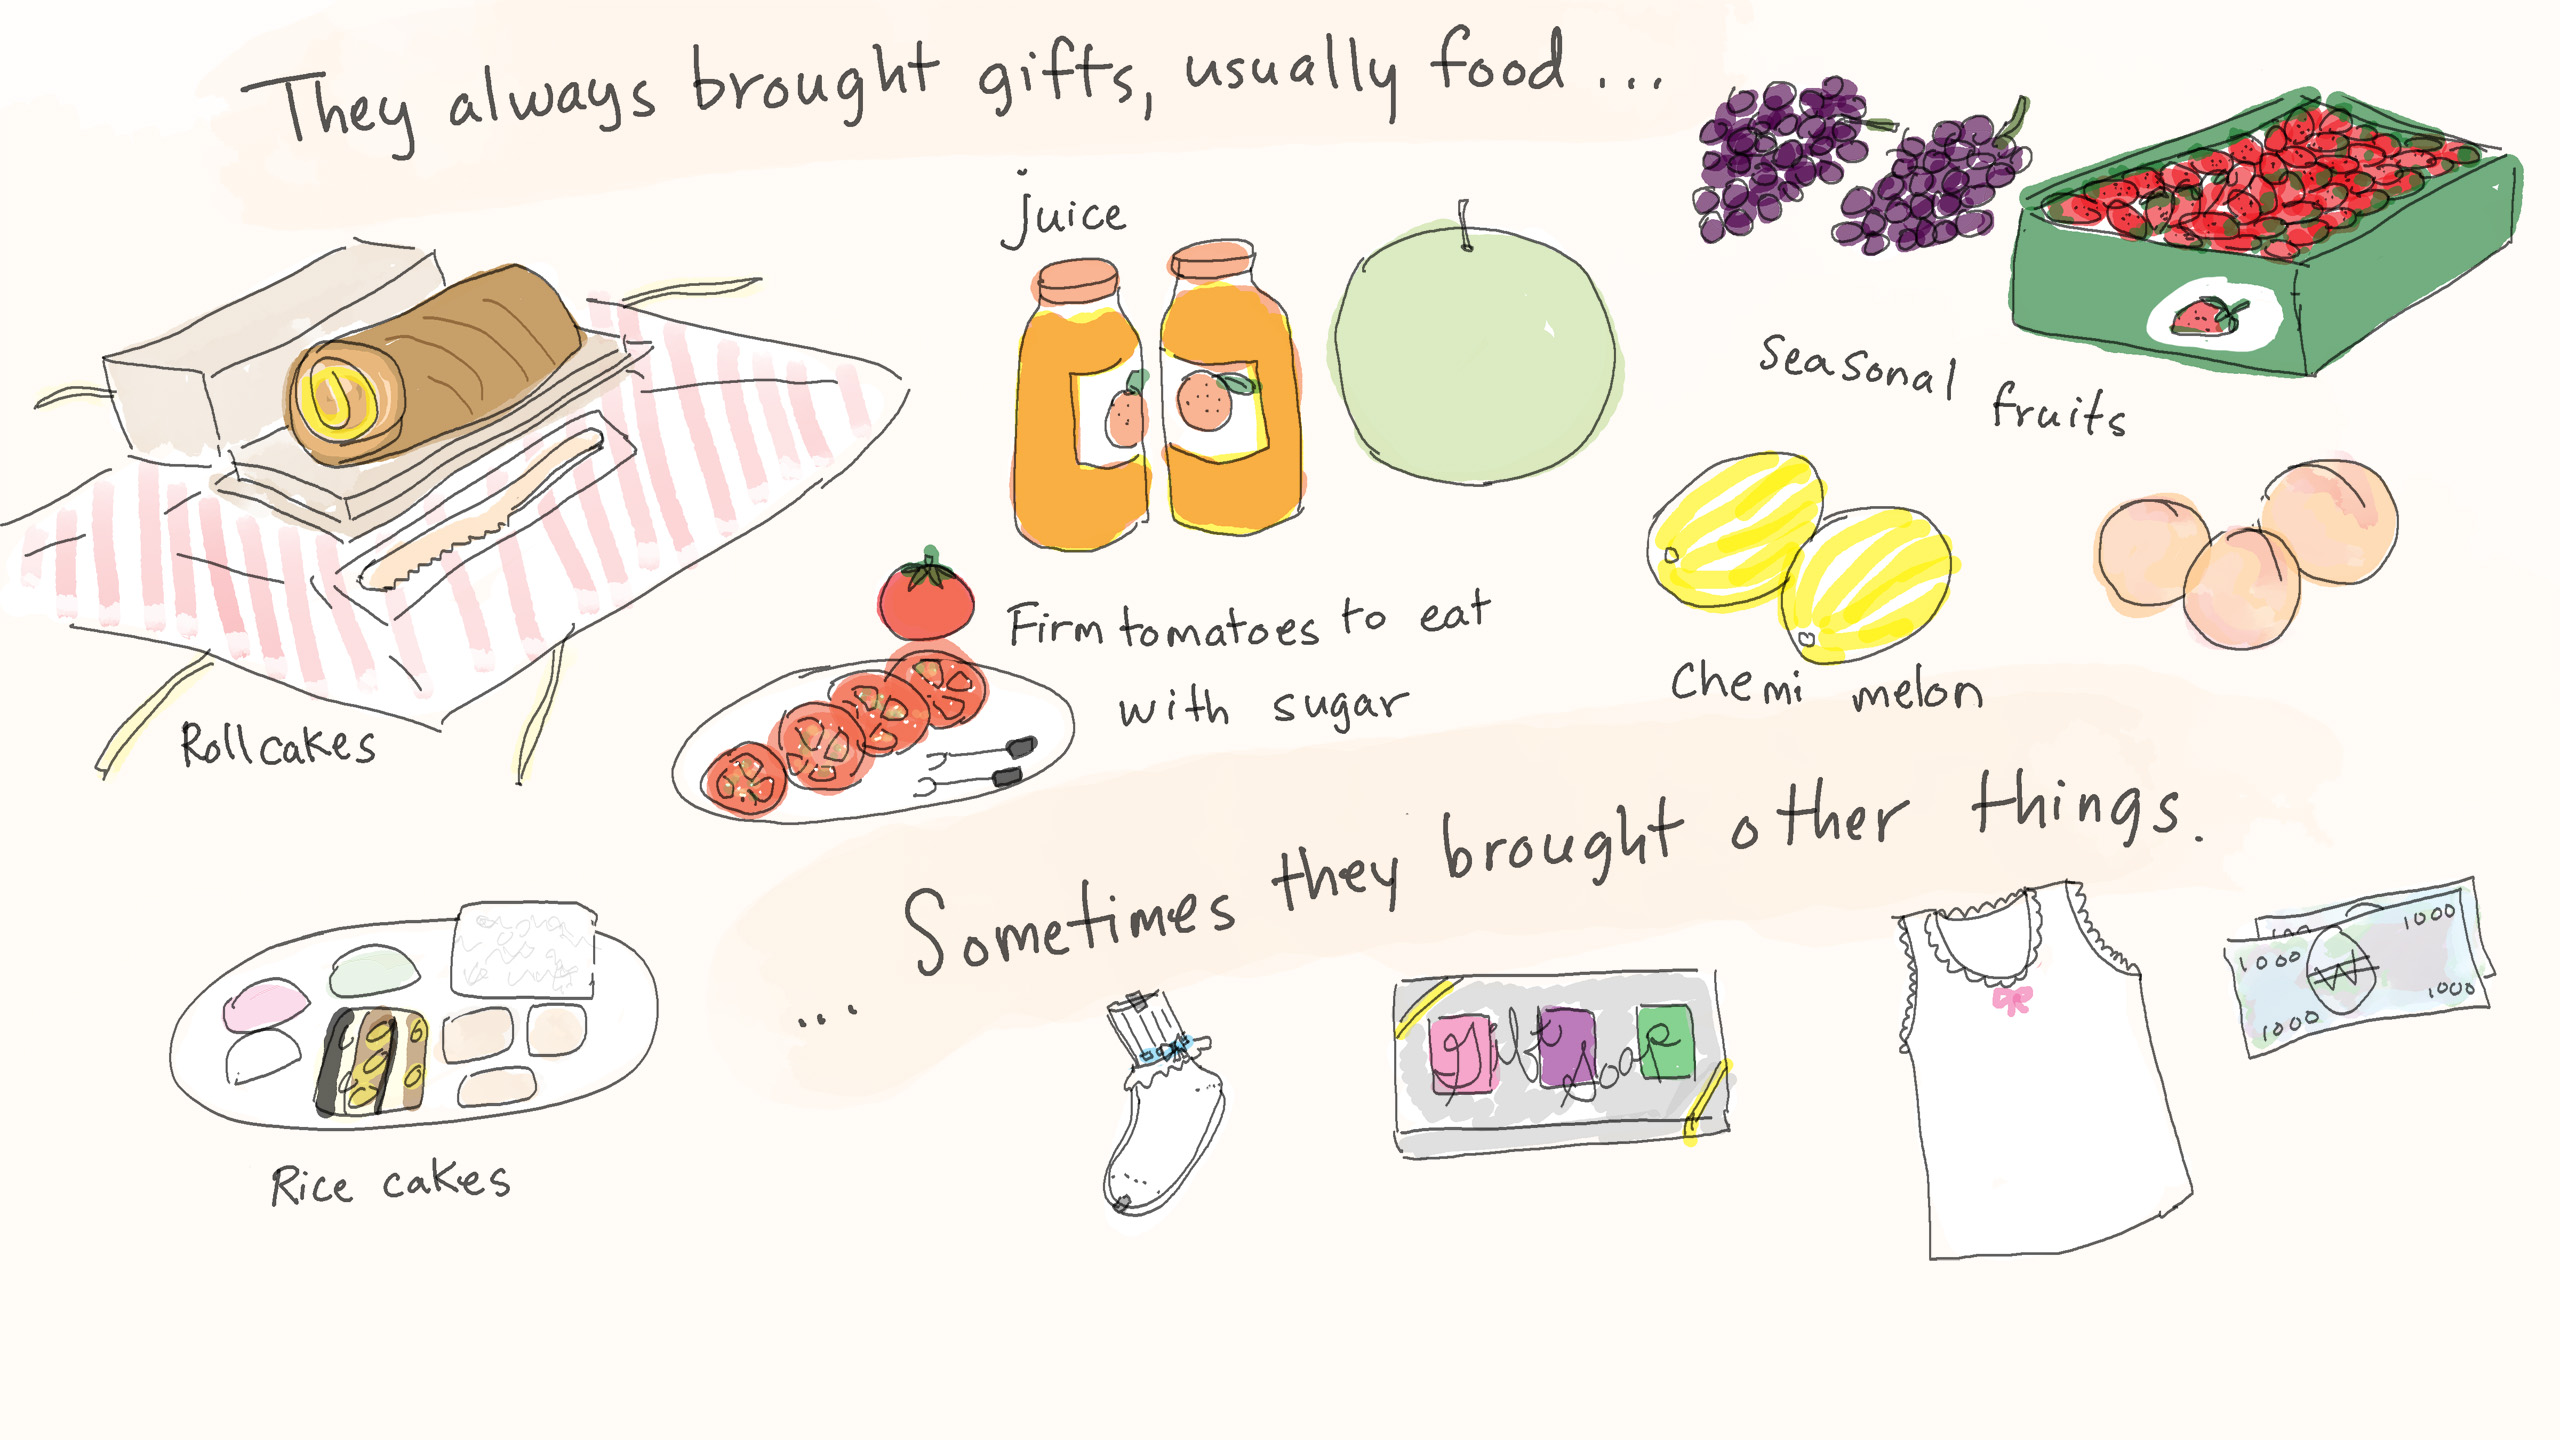 They always brought gifts, usually food ...
juice
Seasonal
fruits
Firm tomatoes to eat
with sugar
Chemi melon
Rollcakes
... Sometimes they brought other things.
Gift Soap
1000
1000
1000
1000
₩
Rice cakes